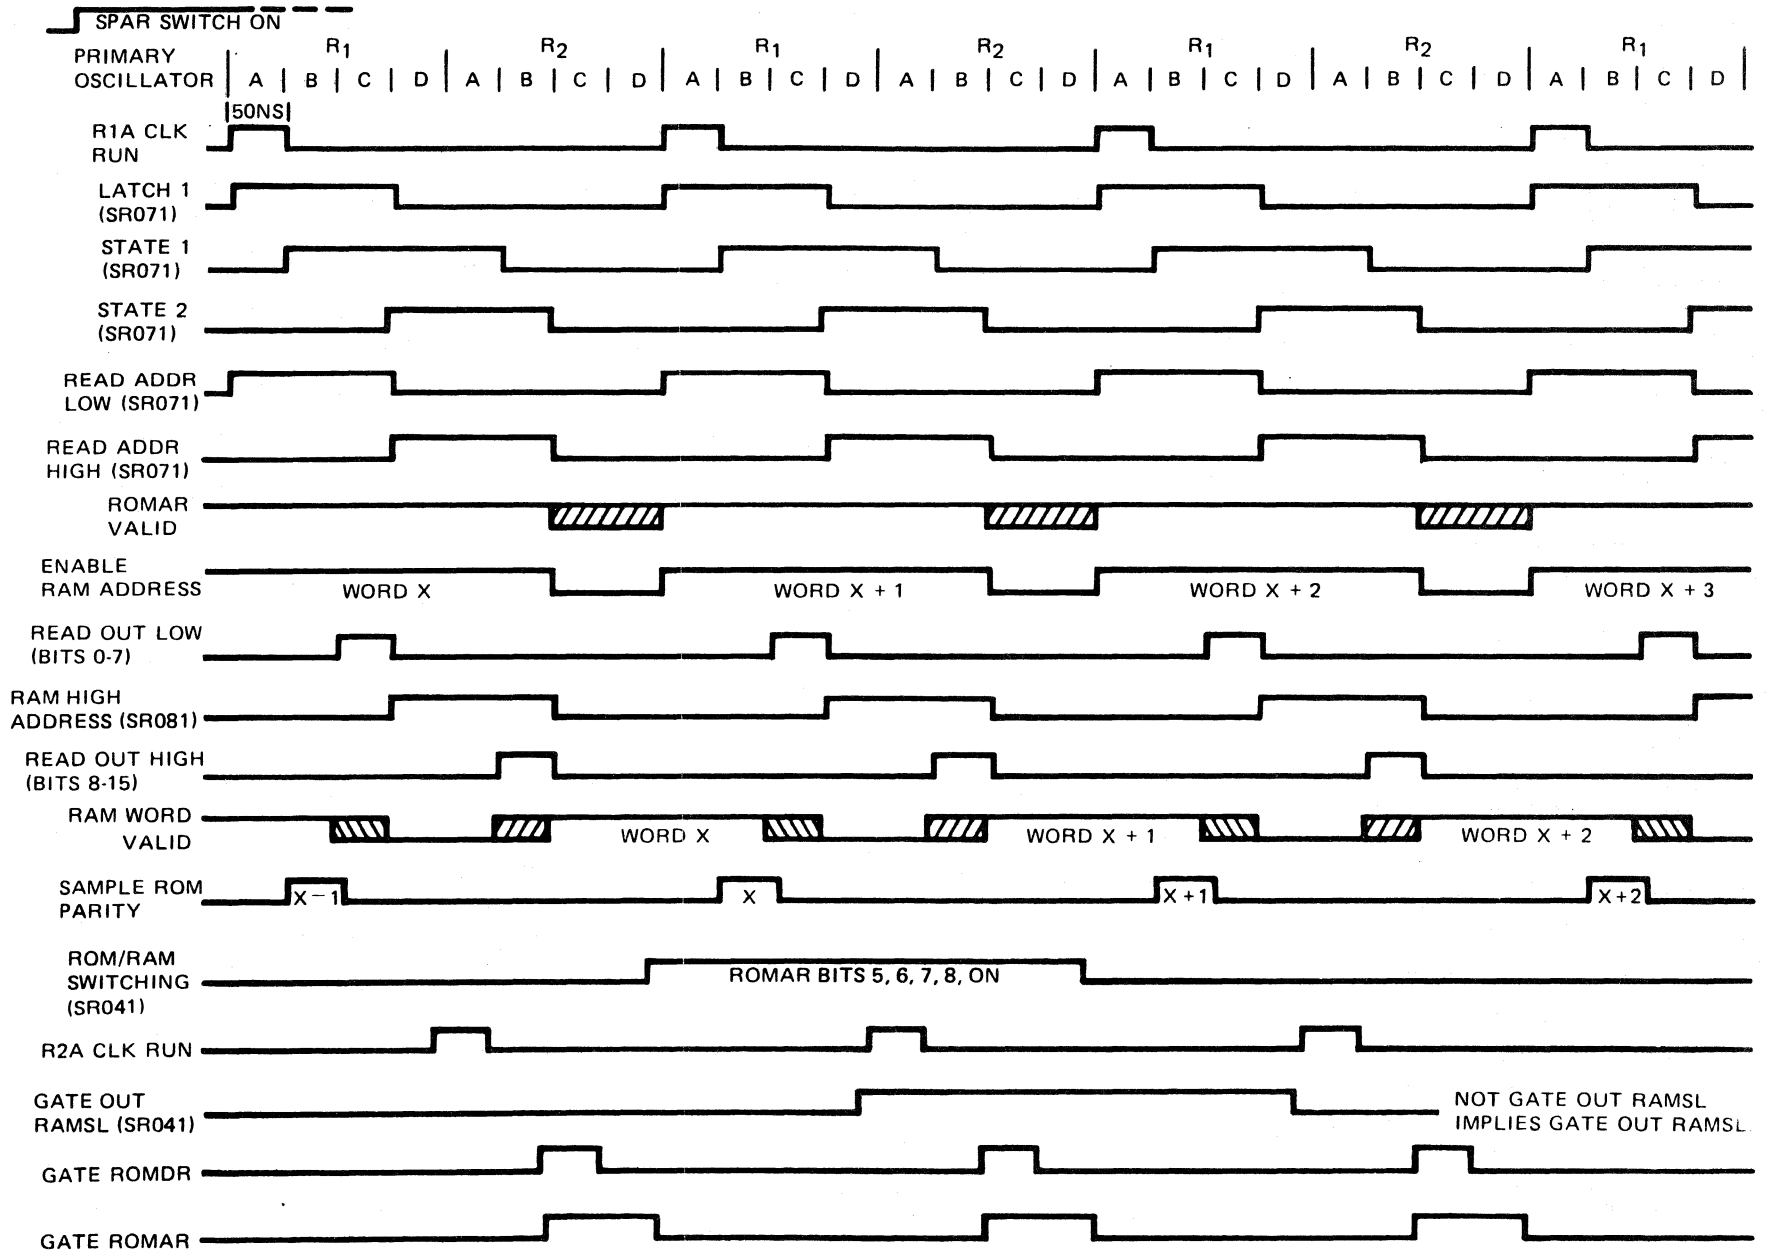 SPAR SWITCH ON
R1 R2 R1 R2 R1 R2 R1
PRIMARY
OSCILLATOR A B C D A B C D A B C D A B C D A B C D A B C D A B C D
50NS
R1A CLK
RUN
LATCH 1
(SR071)
STATE 1
(SR071)
STATE 2
(SR071)
READ ADDR
LOW (SR071)
READ ADDR
HIGH (SR071)
ROMAR
VALID
ENABLE
RAM ADDRESS WORD X WORD X + 1 WORD X + 2 WORD X + 3
READ OUT LOW
(BITS 0-7)
RAM HIGH
ADDRESS (SR081)
READ OUT HIGH
(BITS 8-15)
RAM WORD
VALID WORD X WORD X + 1 WORD X + 2
SAMPLE ROM
PARITY X-1 X X+1 X+2
ROM/RAM
SWITCHING ROMAR BITS 5, 6, 7, 8, ON
(SR041)
R2A CLK RUN
GATE OUT NOT GATE OUT RAMSL
RAMSL (SR041) IMPLIES GATE OUT RAMSL
GATE ROMDR
GATE ROMAR